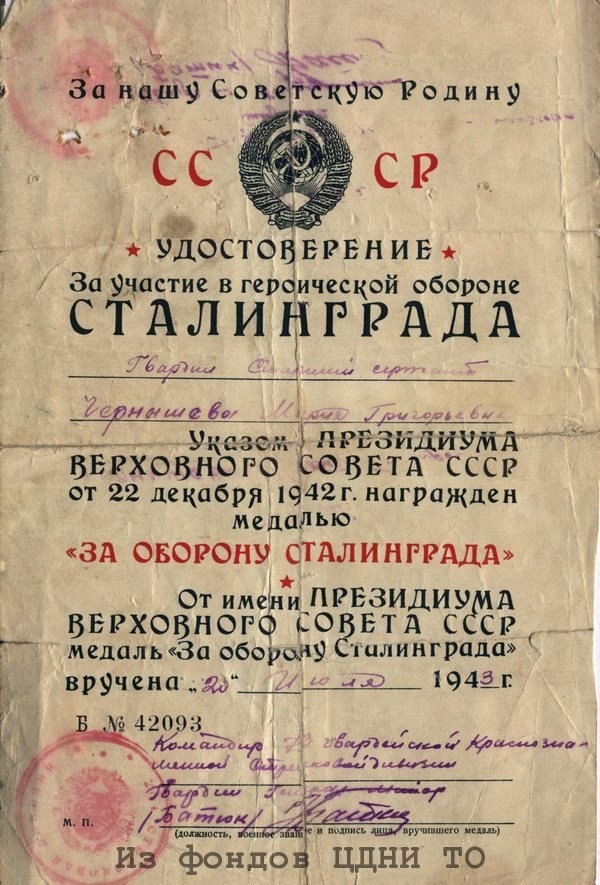 За нашу Советскую Родину
СС СР
УДОСТОВЕРЕНИЕ
За участие в героической обороне
СТАЛИНГРАДА
Гвардии Старший сержант
Чернышева Мария Григорьевна
Указом ПРЕЗИДИУМА
ВЕРХОВНОГО СОВЕТА СССР
от 22 декабря 1942 г. награжден
медалью
«ЗА ОБОРОНУ СТАЛИНГРАДА»
От имени ПРЕЗИДИУМА
ВЕРХОВНОГО СОВЕТА СССР
медаль «За оборону Сталинграда»
вручена „20" Июля 1943 г.
Б № 42093
Командир Гвардейской Краснозна-
менной Стрелковой дивизии
Гвардии Генерал Майор
/Батюк/
М. П.
(должность, военное звание и подпись лица, вручившего медаль)
Из фондов ЦДНИ ТО